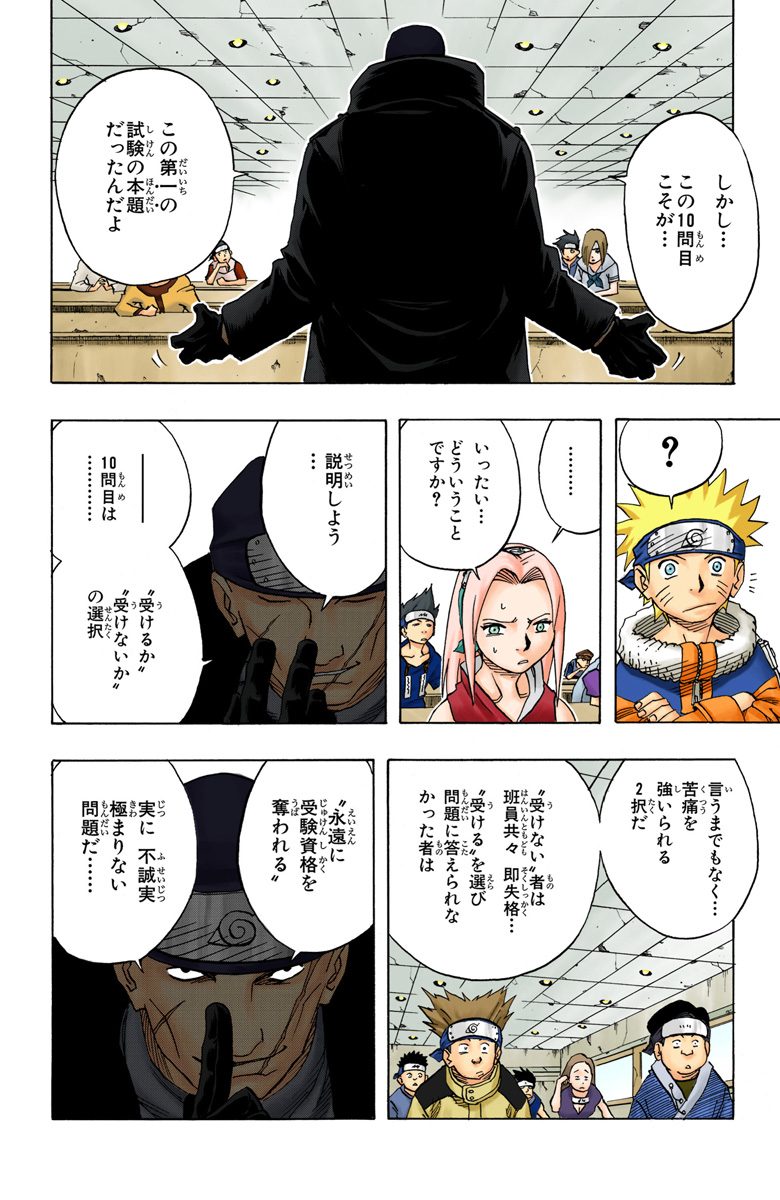 しかし…
この10問目
こそが…
この第一の
試験の本題
だったんだよ
?
…………
いったい…
どういうこと
ですか?
説明しよう
…
――
10問目は
…………
“受けるか”
“受けないか”
の選択
言うまでもなく…
苦痛を
強いられる
2択だ
“受けない”者は
班員共々 即失格…
“受ける”を選び
問題に答えられな
かった者は
“永遠に
受験資格を
奪われる”
実に 不誠実
極まりない
問題だ……